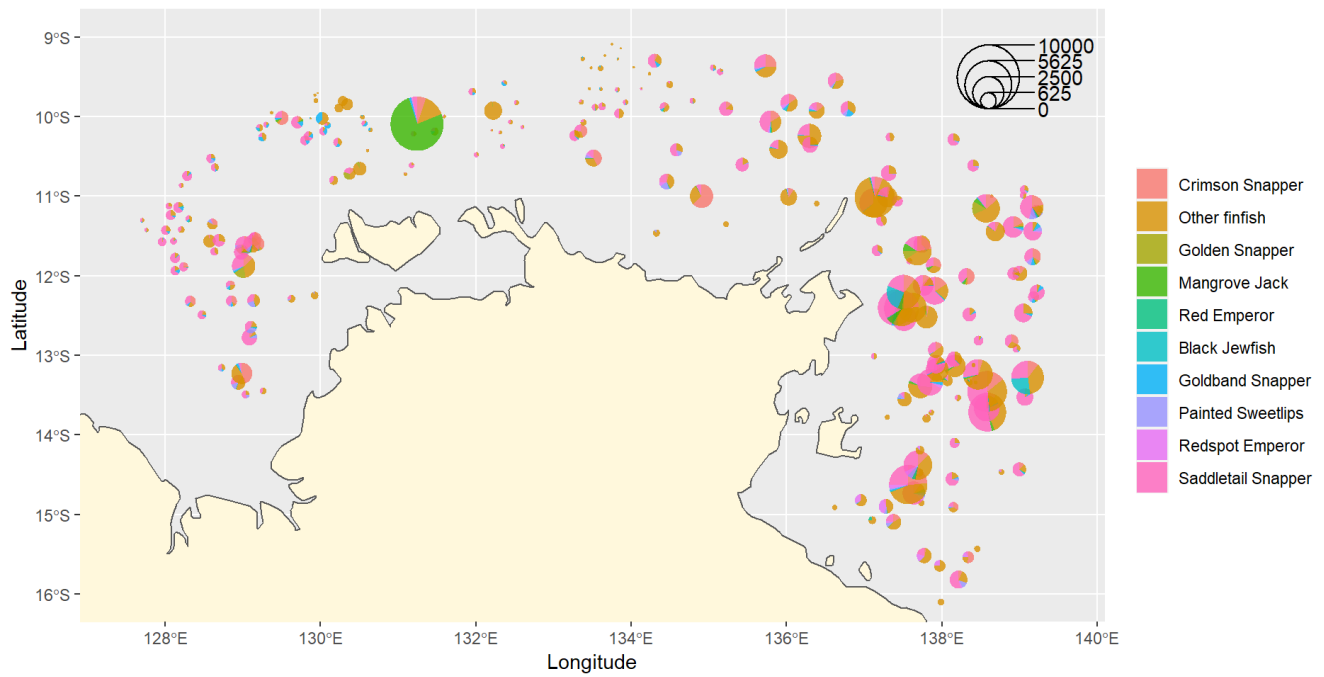 9°S
10°S
11°S
12°S
13°S
14°S
15°S
16°S
Latitude
128°E
130°E
132°E
134°E
136°E
138°E
140°E
Longitude
10000
5625
2500
625
0
Crimson Snapper
Other finfish
Golden Snapper
Mangrove Jack
Red Emperor
Black Jewfish
Goldband Snapper
Painted Sweetlips
Redspot Emperor
Saddletail Snapper